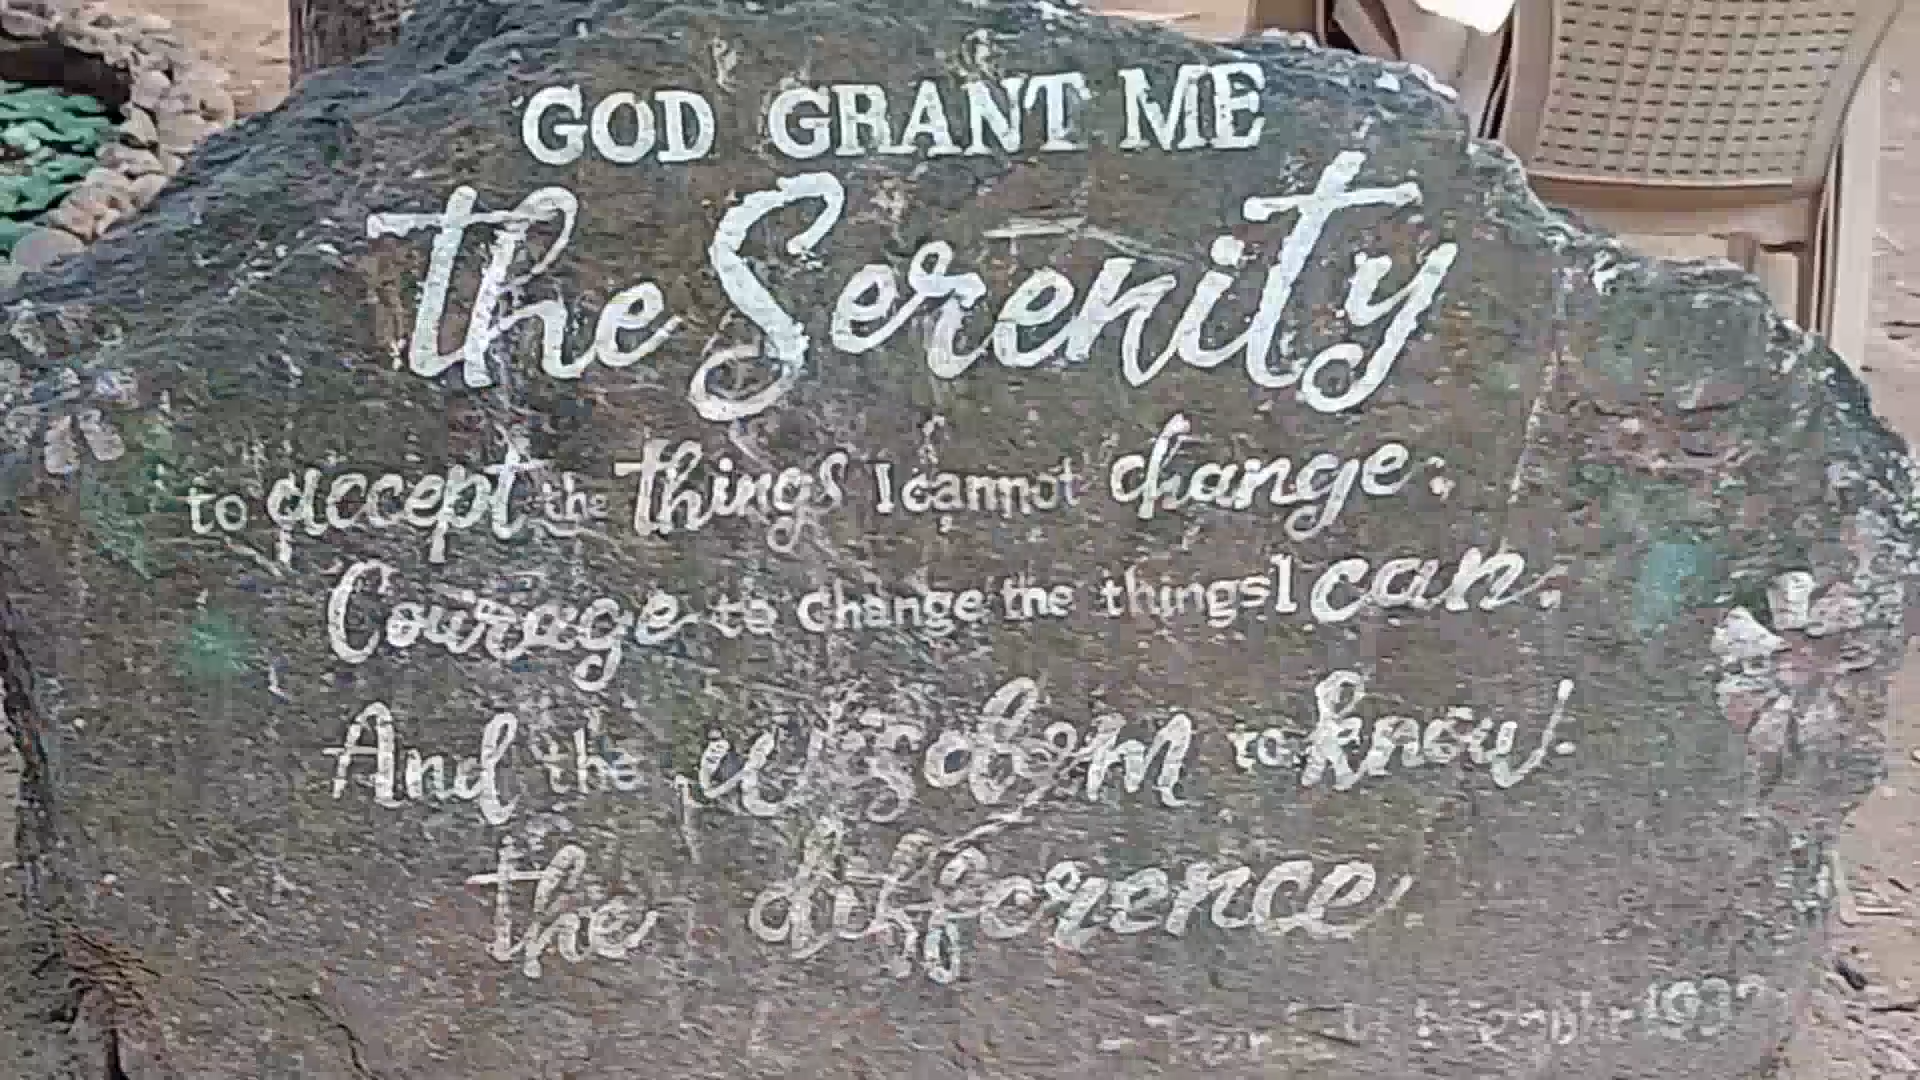 GOD GRANT ME
the Serenity
to accept the things I cannot change.
Courage to change the things I can.
And the wisdom to know.
the difference.
1937